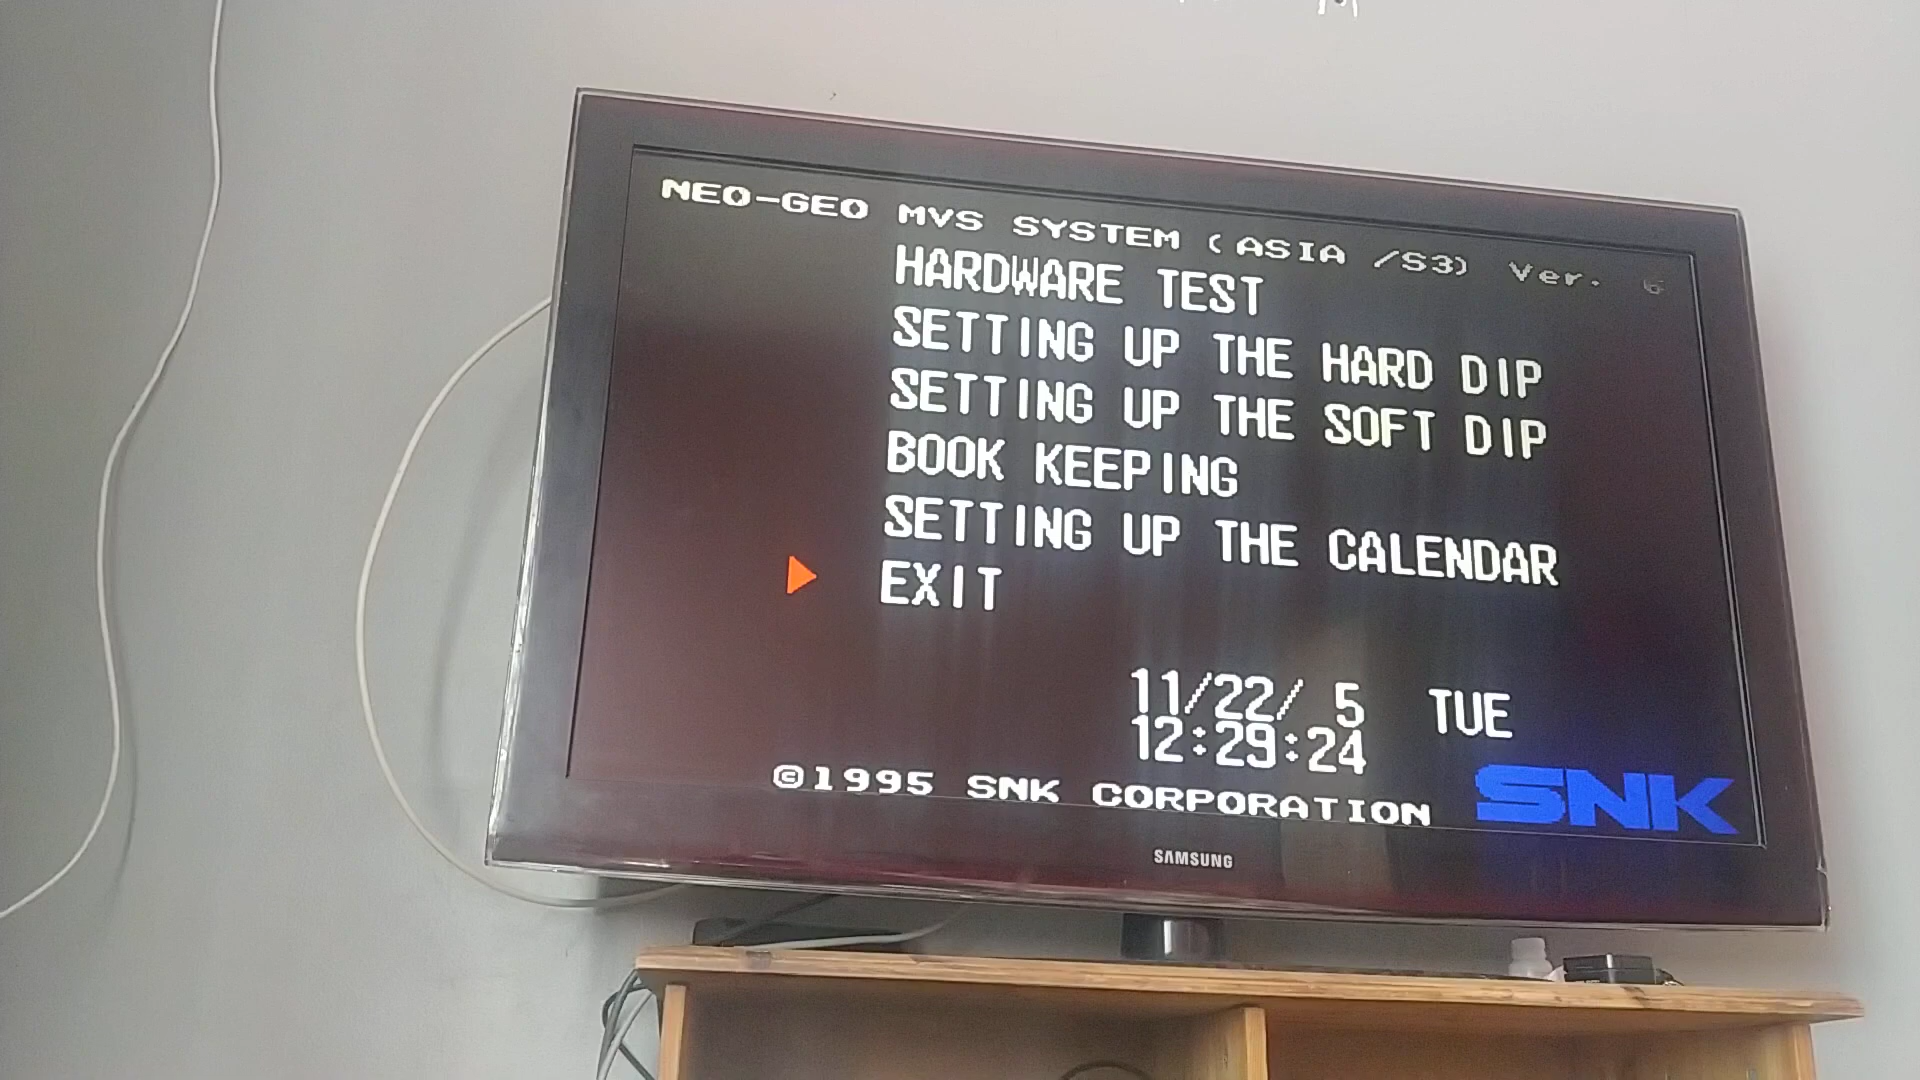 NEO-GEO MVS SYSTEM (ASIA /S3) Ver. 6
HARDWARE TEST
SETTING UP THE HARD DIP
SETTING UP THE SOFT DIP
BOOK KEEPING
SETTING UP THE CALENDAR
EXIT
11/22/ 5 TUE
12:29:24
©1995 SNK CORPORATION SNK
SAMSUNG